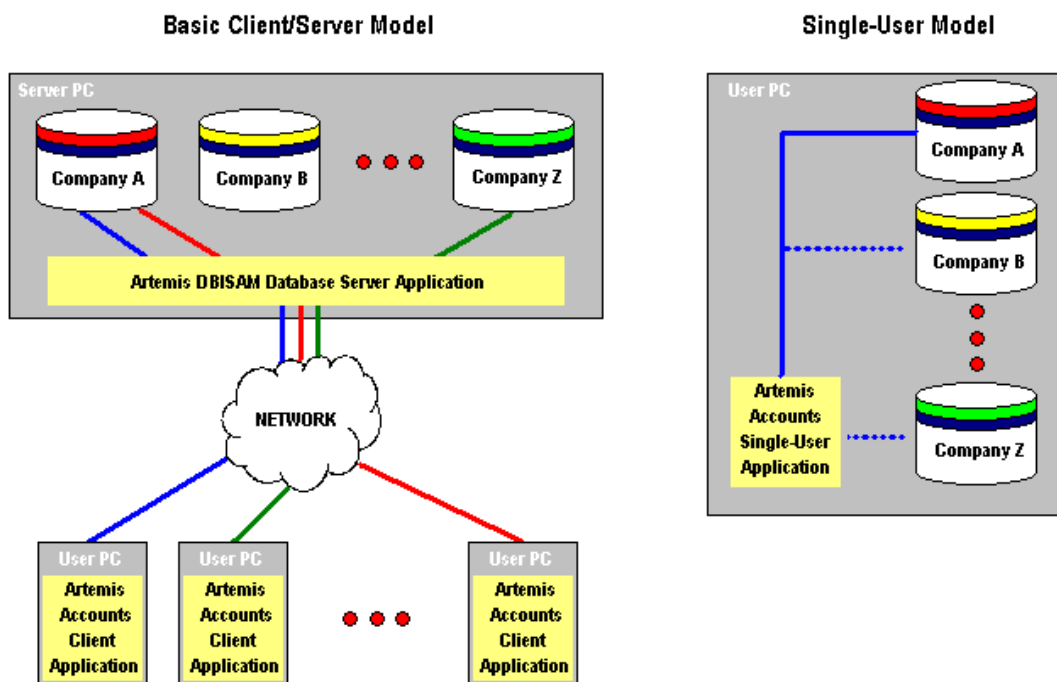 Basic Client/Server Model
Single-User Model
Server PC
Company A
Company B
Company Z
Artemis DBISAM Database Server Application
NETWORK
User PC
Artemis
Accounts
Client
Application
User PC
Artemis
Accounts
Client
Application
User PC
Artemis
Accounts
Client
Application
User PC
Company A
Company B
Artemis
Accounts
Single-User
Application
Company Z